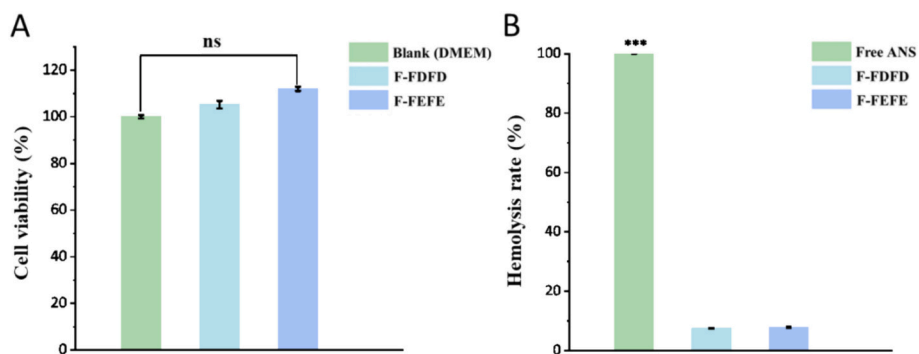 A
ns
Blank (DMEM)
F-FDFD
F-FEFE
Cell viability (%)
120
100
80
60
40
20
0
B
***
Free ANS
F-FDFD
F-FEFE
Hemolysis rate (%)
100
80
60
40
20
0